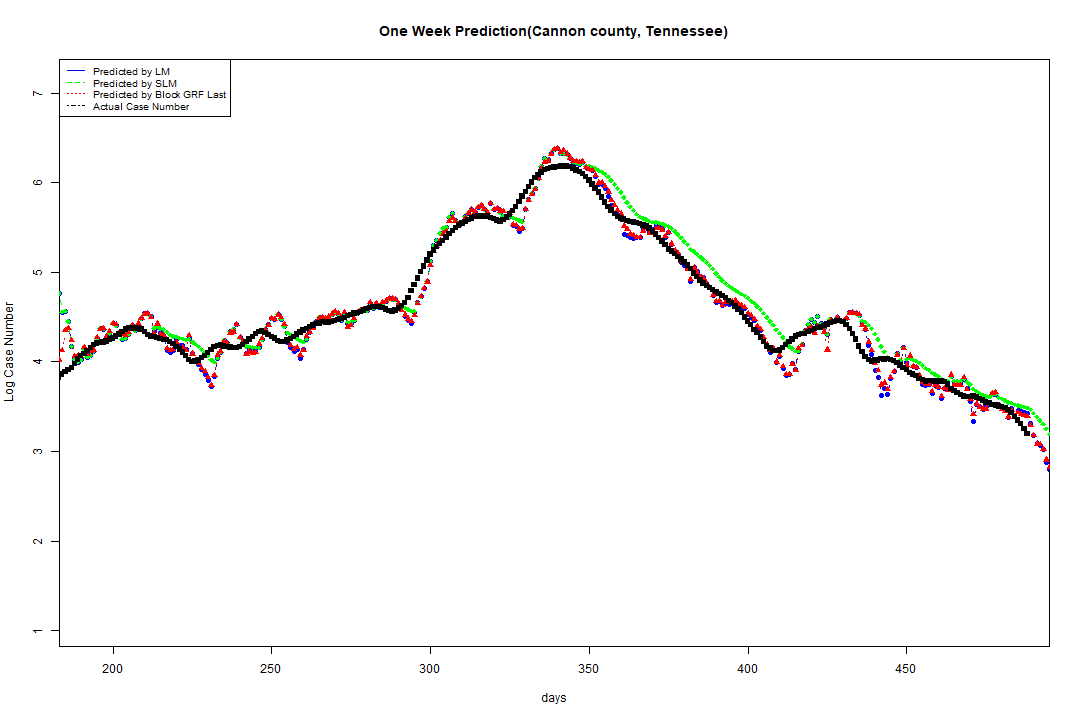 One Week Prediction(Cannon county, Tennessee)
Predicted by LM
Predicted by SLM
Predicted by Block GRF Last
Actual Case Number
7
6
5
4
3
2
1
Log Case Number
200 250 300 350 400 450
days